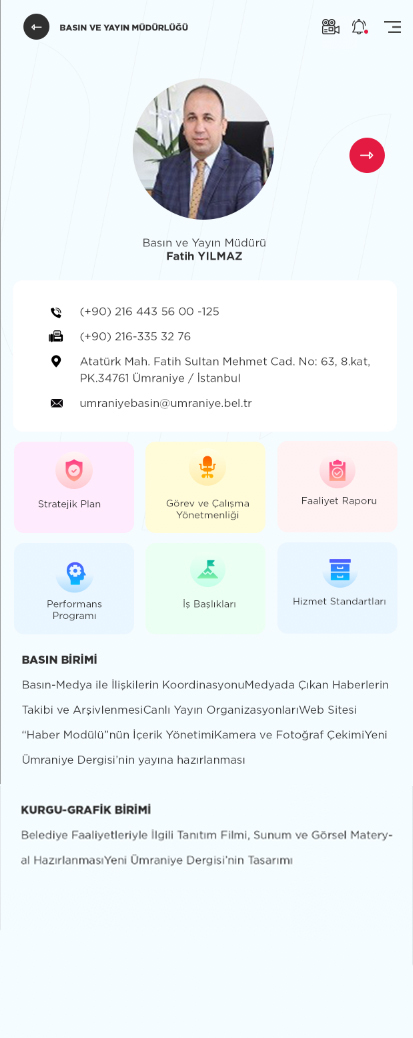 BASIN VE YAYIN MÜDÜRLÜĞÜ
Basın ve Yayın Müdürü
Fatih YILMAZ
(+90) 216 443 56 00 -125
(+90) 216-335 32 76
Atatürk Mah. Fatih Sultan Mehmet Cad. No: 63, 8.kat,
PK.34761 Ümraniye / İstanbul
umraniyebasin@umraniye.bel.tr
Stratejik Plan
Görev ve Çalışma
Yönetmenliği
Faaliyet Raporu
Performans
Programı
İş Başlıkları
Hizmet Standartları
BASIN BİRİMİ
Basın-Medya ile İlişkilerin KoordinasyonuMedyada Çıkan Haberlerin
Takibi ve ArşivlenmesiCanlı Yayın OrganizasyonlarıWeb Sitesi
“Haber Modülü”nün İçerik YönetimiKamera ve Fotoğraf ÇekimiYeni
Ümraniye Dergisi’nin yayına hazırlanması
KURGU-GRAFİK BİRİMİ
Belediye Faaliyetleriyle İlgili Tanıtım Filmi, Sunum ve Görsel Matery-
al HazırlanmasıYeni Ümraniye Dergisi’nin Tasarımı